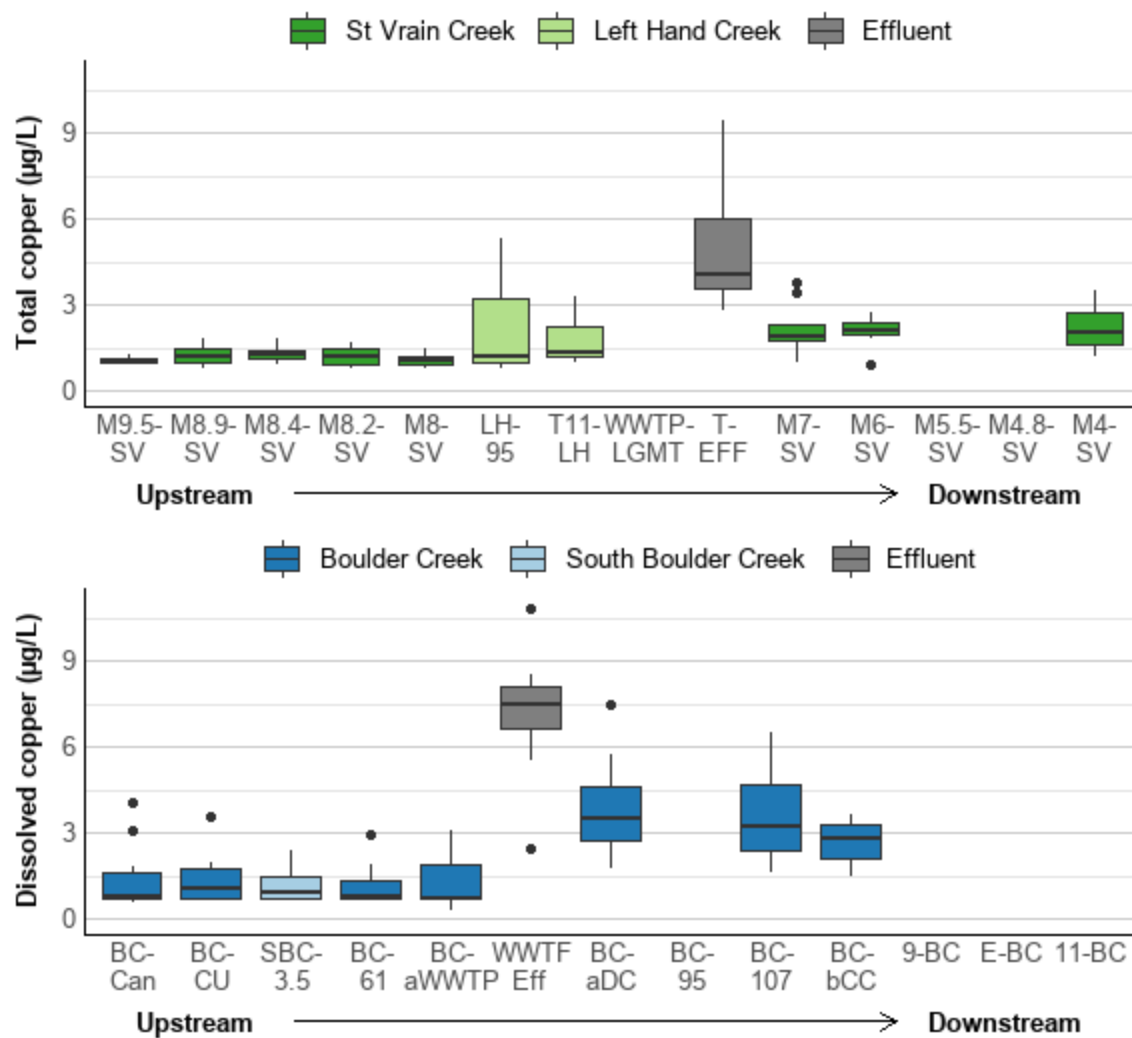 St Vrain Creek Left Hand Creek Effluent
Total copper (µg/L)
9
6
3
0
M9.5- M8.9- M8.4- M8.2- M8- LH- T11- WWTP- T- M7- M6- M5.5- M4.8- M4-
SV SV SV SV SV 95 LH LGMT EFF SV SV SV SV SV
Upstream Downstream
Boulder Creek South Boulder Creek Effluent
Dissolved copper (µg/L)
9
6
3
0
BC- BC- SBC- BC- BC- WWTF BC- BC- BC- BC- 9-BC E-BC 11-BC
Can CU 3.5 61 aWWTP Eff aDC 95 107 bCC
Upstream Downstream